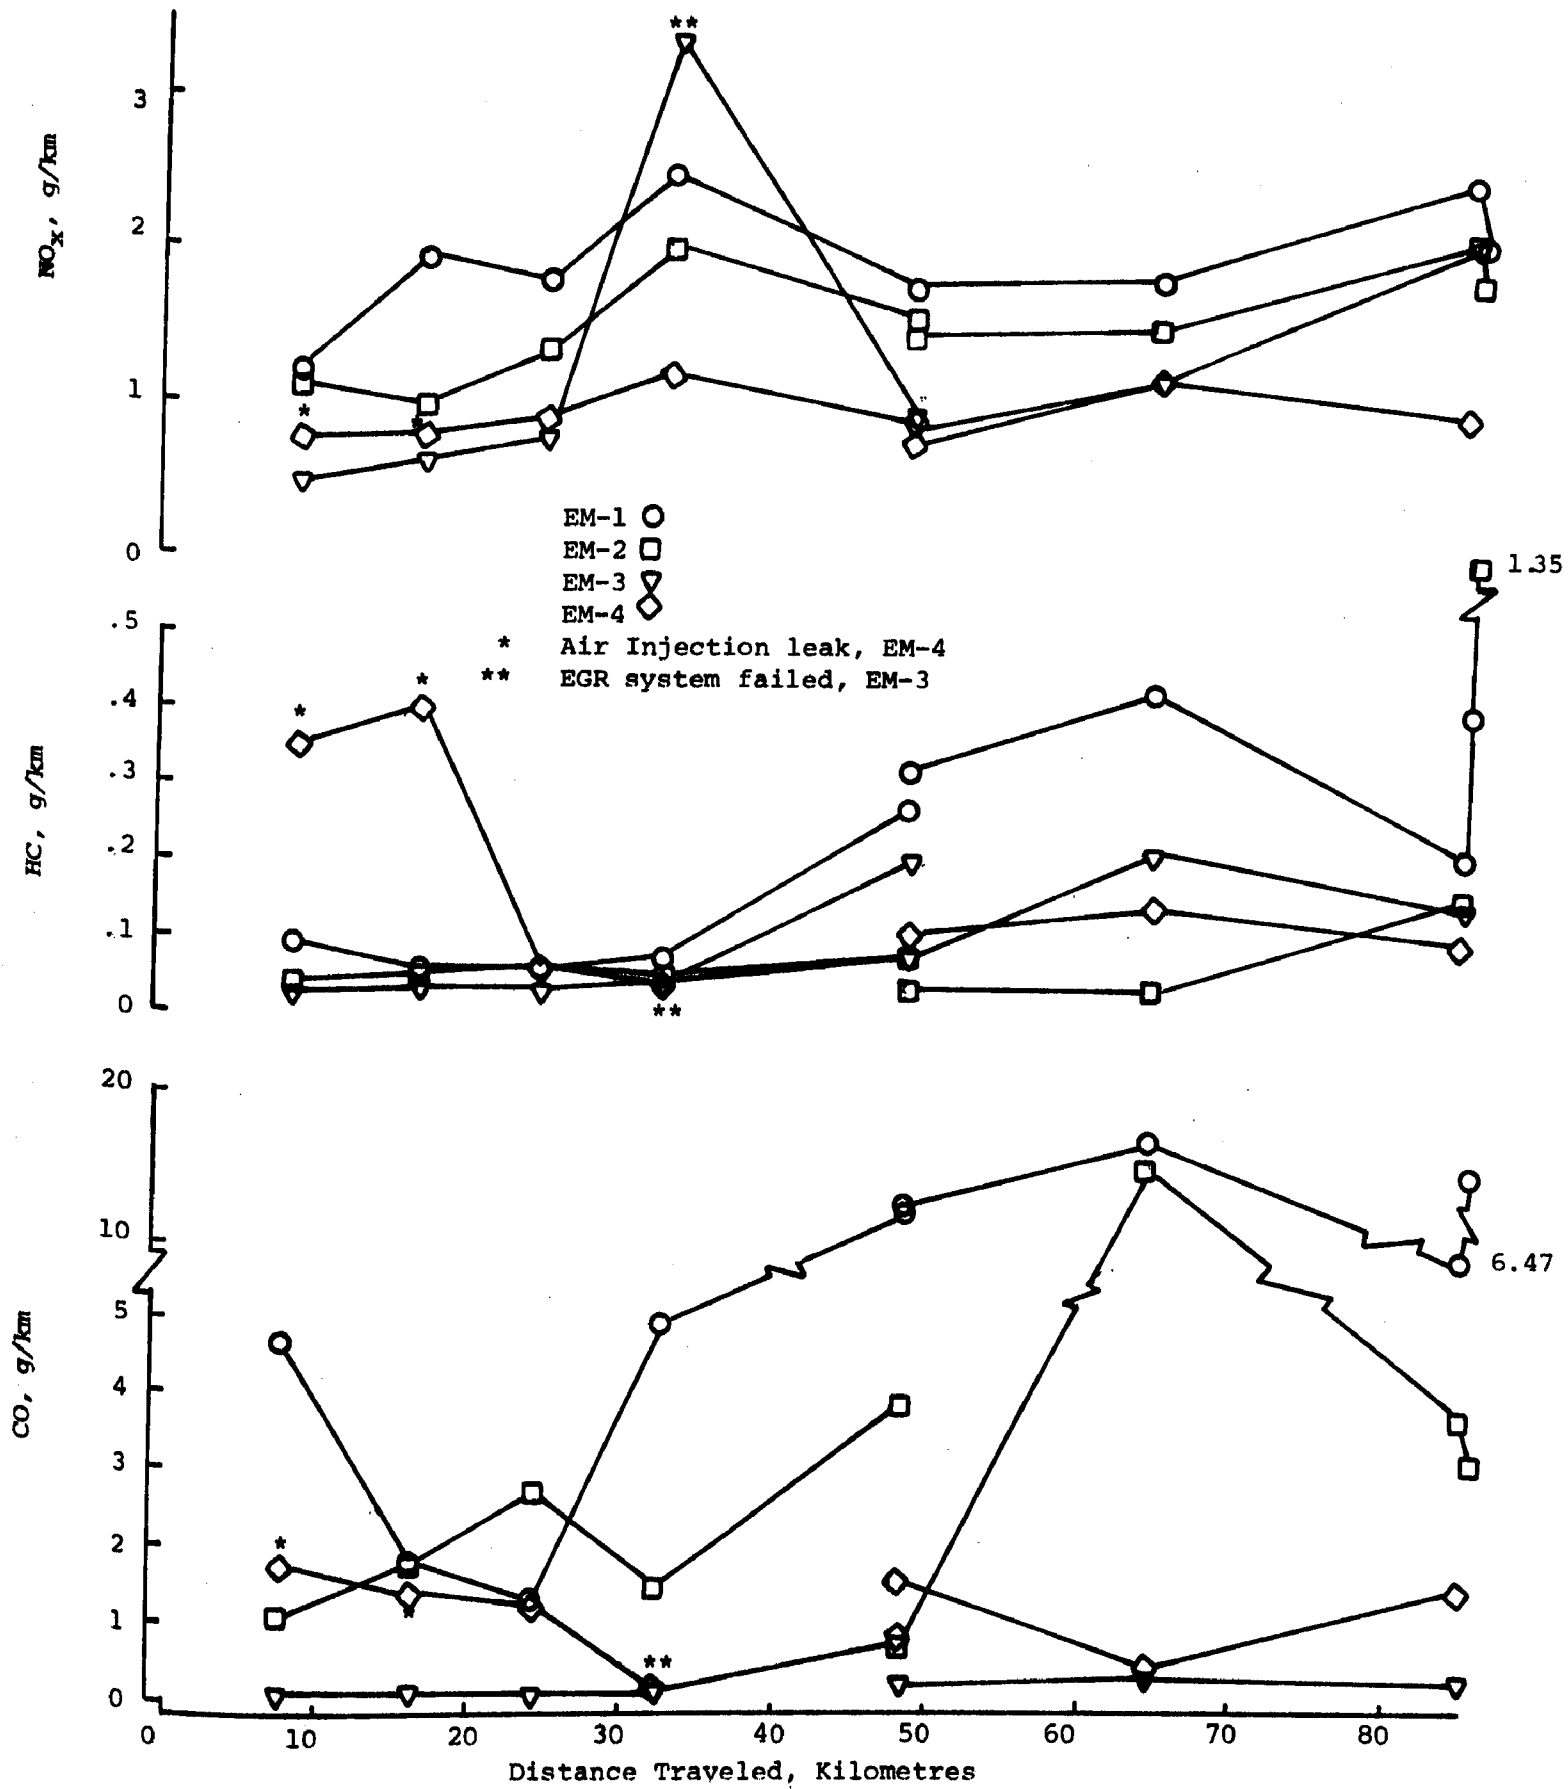 **
3
NOx, g/km
2
1
*
*
0
EM-1
EM-2
EM-3
EM-4
* Air Injection leak, EM-4
** EGR system failed, EM-3
1.35
.5
.4
*
*
.3
HC, g/km
.2
.1
0
**
20
10
6.47
5
CO, g/km
4
3
2
*
*
1
**
0
0 10 20 30 40 50 60 70 80
Distance Traveled, Kilometres